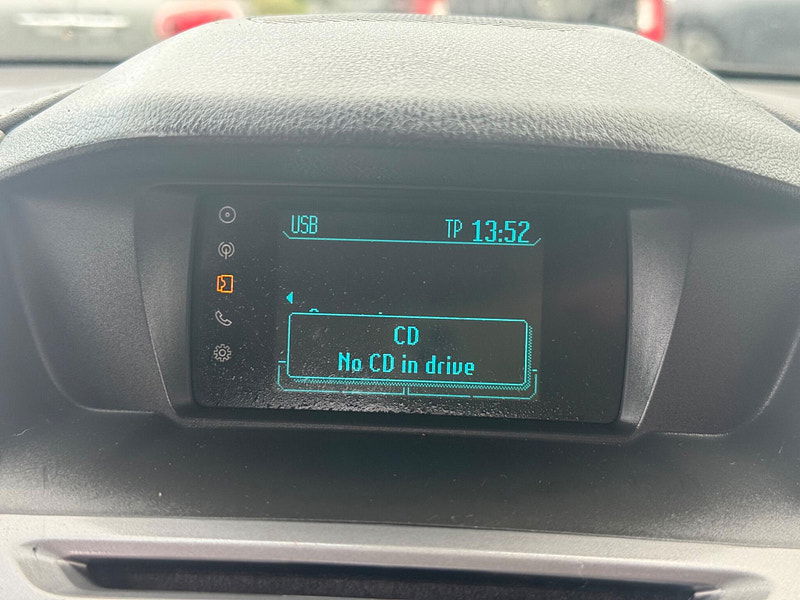 USB TP 13:52
CD
No CD in drive